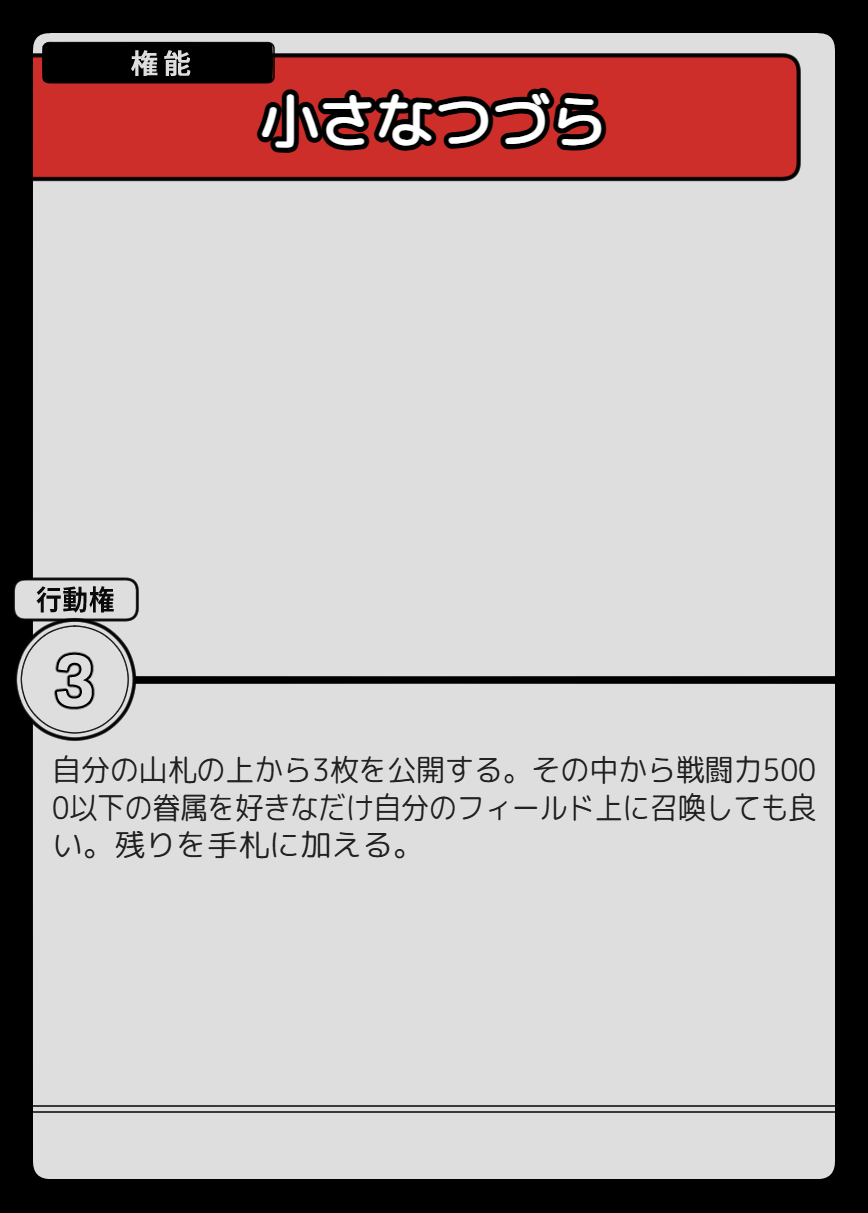 権能
小さなつづら
行動権
3
自分の山札の上から3枚を公開する。その中から戦闘力500
0以下の眷属を好きなだけ自分のフィールド上に召喚しても良
い。残りを手札に加える。